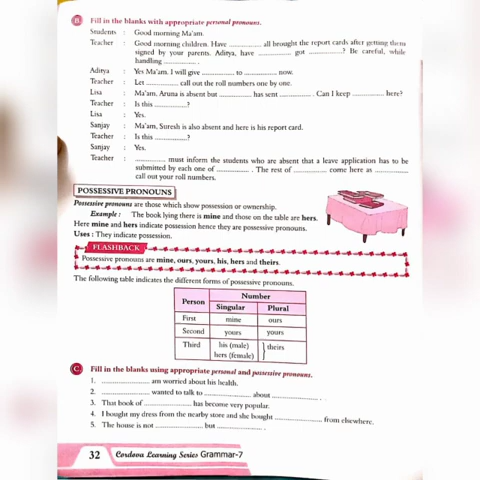 B. Fill in the blanks with appropriate personal pronouns.
Students : Good morning Ma'am.
Teacher : Good morning children. Have ............ all brought the report cards after getting them
signed by your parents. Aditya, have ............ got ............? Be careful, while
handling ............ .
Aditya : Yes Ma'am. I will give ............ to ............ now.
Teacher : Let ............ call out the roll numbers one by one.
Lisa : Ma'am, Aruna is absent but ............ has sent ............ . Can I keep ............ here?
Teacher : Is this ............?
Lisa : Yes.
Sanjay : Ma'am, Suresh is also absent and here is his report card.
Teacher : Is this ............?
Sanjay : Yes.
Teacher : ............ must inform the students who are absent that a leave application has to be
submitted by each one of ............ . The rest of ............ come here as ............
call out your roll numbers.
POSSESSIVE PRONOUNS
Possessive pronouns are those which show possession or ownership.
Example : The book lying there is mine and those on the table are hers.
Here mine and hers indicate possession hence they are possessive pronouns.
Uses : They indicate possession.
FLASHBACK
Possessive pronouns are mine, ours, yours, his, hers and theirs.
The following table indicates the different forms of possessive pronouns.
Person Number
Singular Plural
First mine ours
Second yours yours
Third his (male) theirs
hers (female)
C. Fill in the blanks using appropriate personal and possessive pronouns.
1. ............ am worried about his health.
2. ............ wanted to talk to ............ about ............ .
3. That book of ............ has become very popular.
4. I bought my dress from the nearby store and she bought ............ from elsewhere.
5. The house is not ............ but ............ .
32 Cordova Learning Series Grammar-7